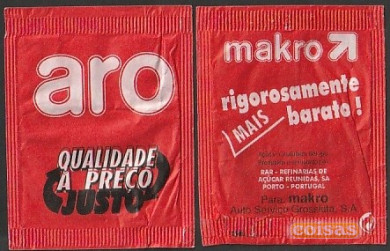 aro
QUALIDADE
A PREÇO
JUSTO
makro
rigorosamente
MAIS barato!
RAR - REFINARIAS DE
AÇÚCAR REUNIDAS, SA
PORTO - PORTUGAL
Para: makro
Auto Serviço Grossista, S.A.
coisas